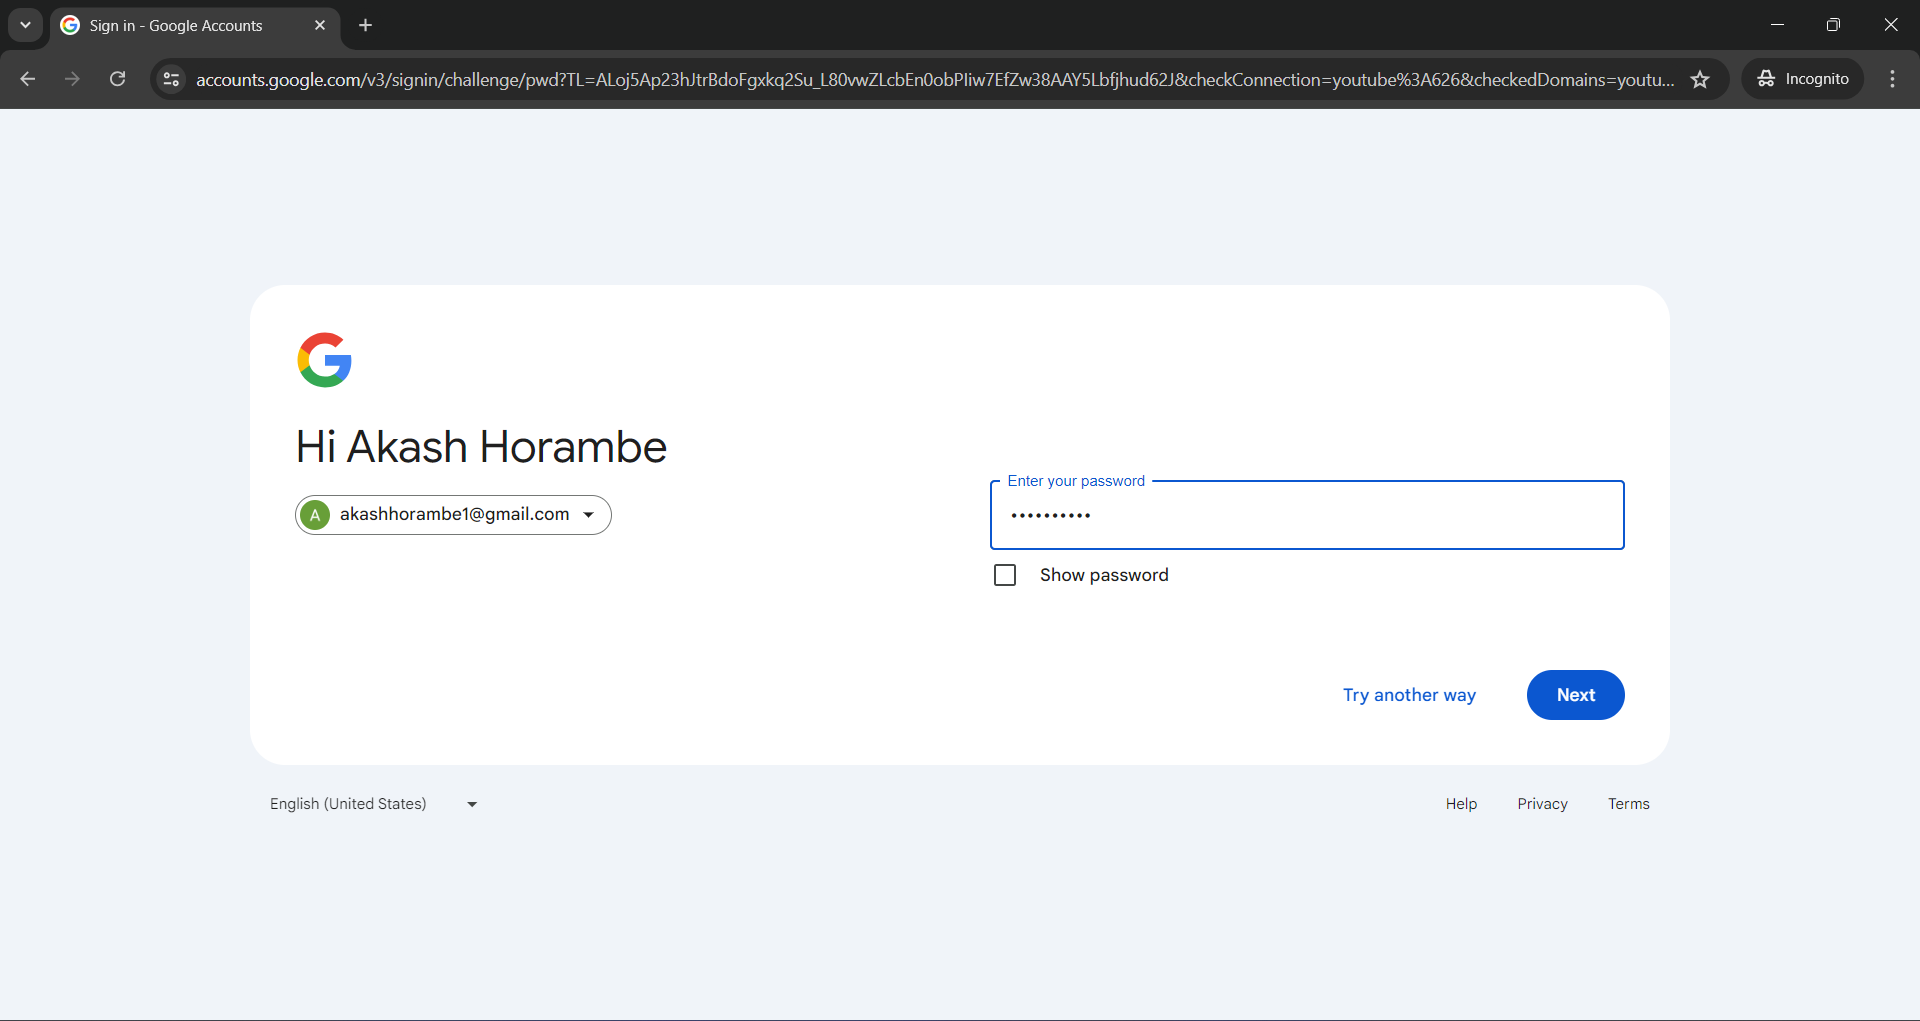 Sign in - Google Accounts
accounts.google.com/v3/signin/challenge/pwd?TL=ALoj5Ap23hJtrBdoFgxkq2Su_L80vwZLcbEn0obPIiw7EfZw38AAY5Lbfjhud62J&checkConnection=youtube%3A626&checkedDomains=youtu...
Incognito
Hi Akash Horambe
A akashhorambe1@gmail.com
Enter your password
••••••••••
Show password
Try another way
Next
English (United States)
Help Privacy Terms